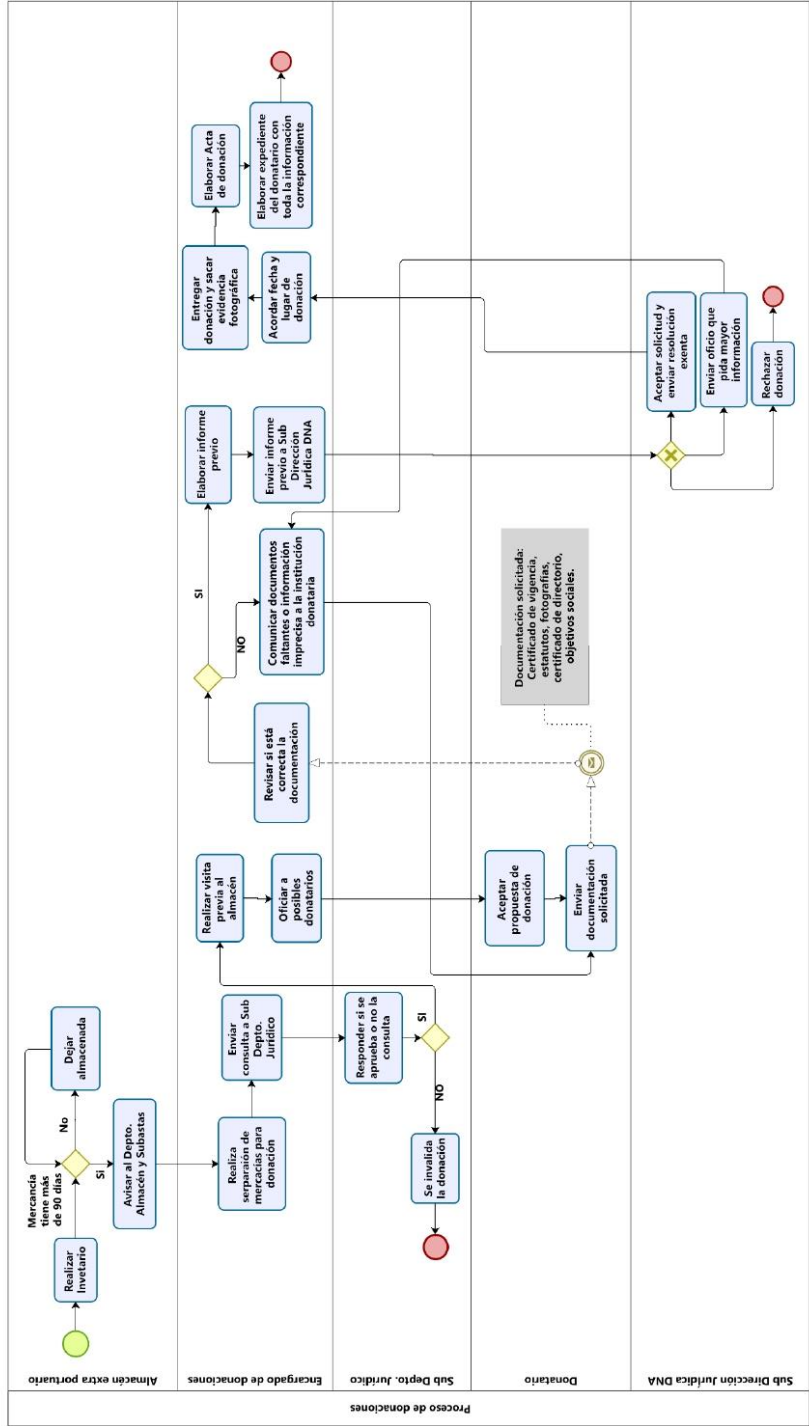 Proceso de donaciones
Almacén extra portuario
Realizar
Invetario
Mercancia
tiene más
de 90 días
No
Dejar
almacenada
Si
Avisar al Depto.
Almacén y Subastas
Encargado de donaciones
Realiza
serparaión de
mercacias para
donación
Enviar
consulta a Sub
Depto.
Jurídico
Realizar visita
previa al
almacén
Oficiar a
posibles
donatarios
Revisar si está
correcta la
documentación
SI
NO
Comunicar documentos
faltantes o información
imprecisa a la institución
donataria
Elaborar informe
previo
Enviar informe
previo a Sub
Dirección
Jurídica DNA
Acordar fecha y
lugar de
donación
Entregar
donación y sacar
evidencia
fotográfica
Elaborar Acta
de donación
Elaborar expediente
del donatario con
toda la información
correspondiente
Sub Depto. Jurídico
Responder si se
aprueba o no la
consulta
SI
NO
Se invalida
la donación
Donatario
Aceptar
propuesta de
donación
Enviar
documentación
solicitada
Documentación solicitada:
Certificado de vigencia,
estatutos, fotografías,
certificado de directorio,
objetivos sociales.
Sub Dirección Jurídica DNA
Aceptar solicitud y
enviar resolución
exenta
Enviar oficio que
pida mayor
información
Rechazar
donación